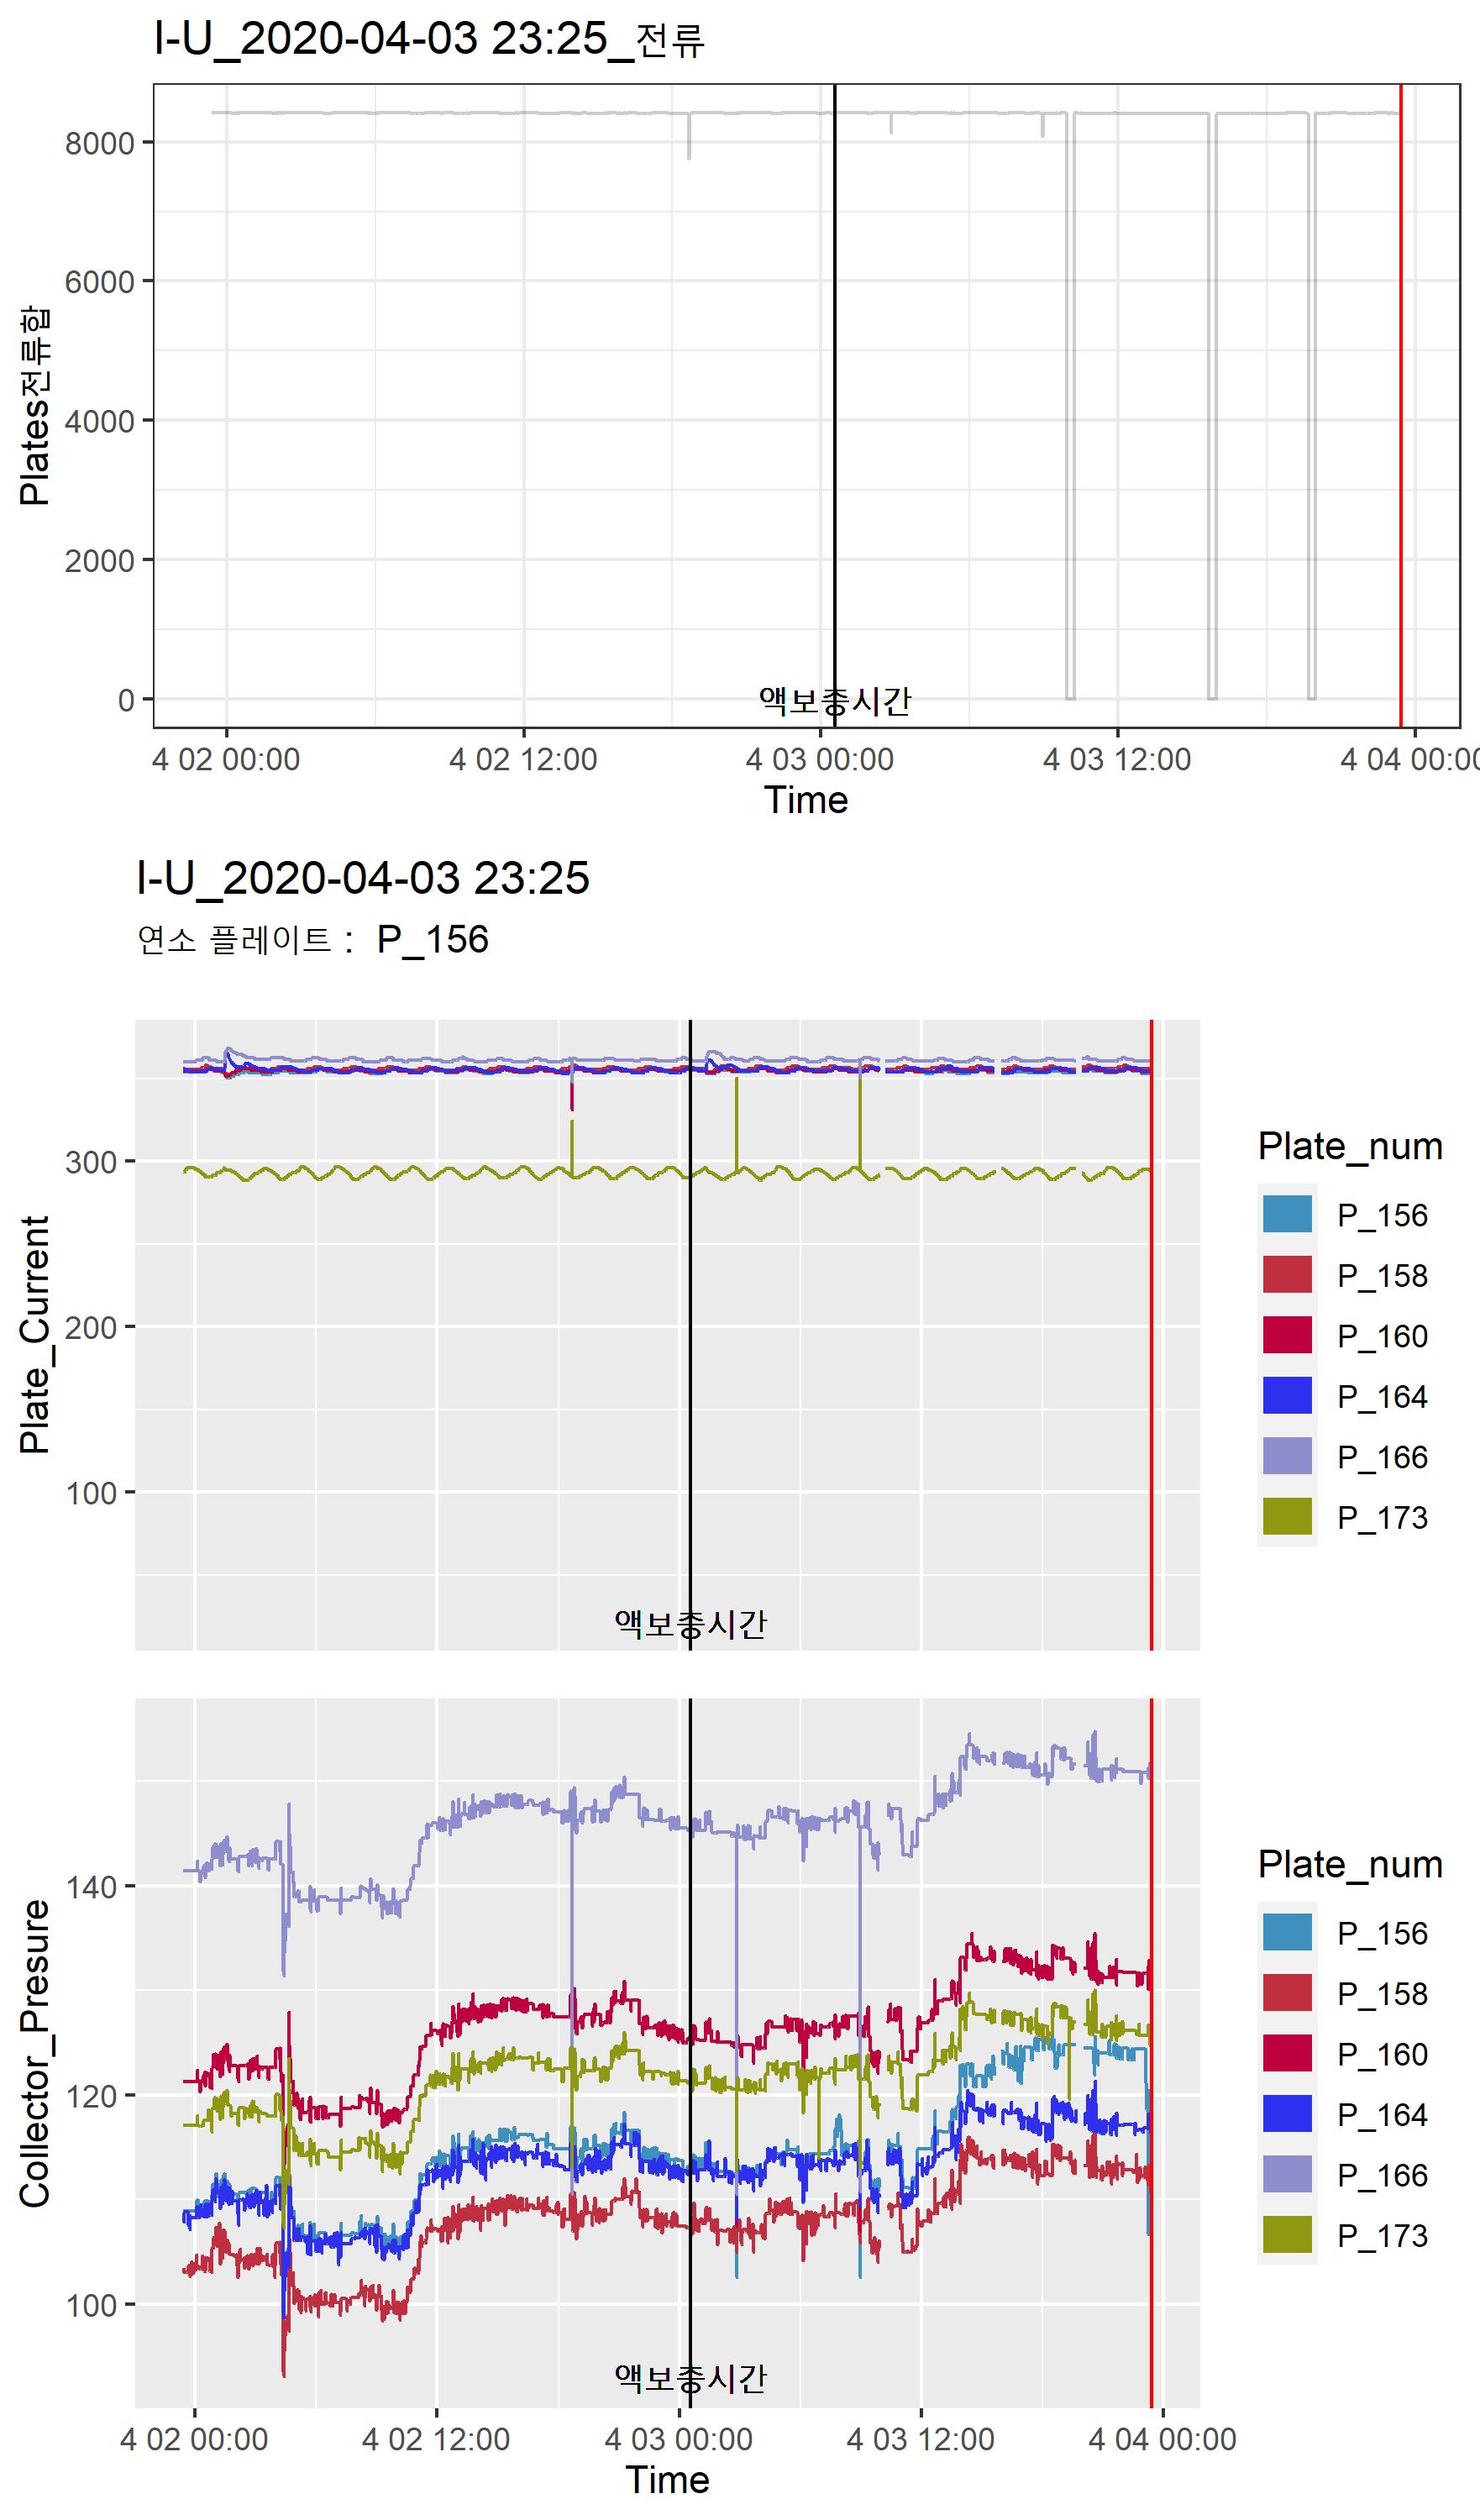 I-U_2020-04-03 23:25_전류
Plates전류합
8000
6000
4000
2000
0
액보충시간
4 02 00:00
4 02 12:00
4 03 00:00
4 03 12:00
4 04 00:00
Time
I-U_2020-04-03 23:25
연소 플레이트 : P_156
Plate_Current
300
200
100
액보충시간
Plate_num
P_156
P_158
P_160
P_164
P_166
P_173
Collector_Presure
140
120
100
액보충시간
Plate_num
P_156
P_158
P_160
P_164
P_166
P_173
4 02 00:00
4 02 12:00
4 03 00:00
4 03 12:00
4 04 00:00
Time